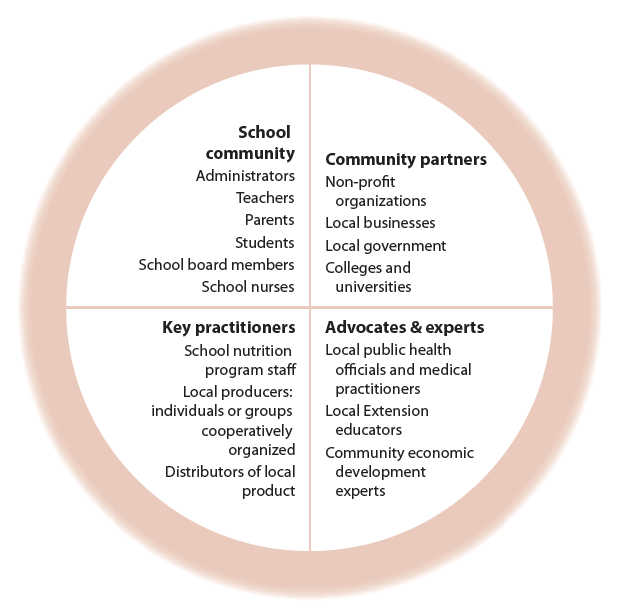 School
community
Administrators
Teachers
Parents
Students
School board members
School nurses
Community partners
Non-profit
organizations
Local businesses
Local government
Colleges and
universities
Key practitioners
School nutrition
program staff
Local producers:
individuals or groups
cooperatively
organized
Distributors of local
product
Advocates & experts
Local public health
officials and medical
practitioners
Local Extension
educators
Community economic
development
experts